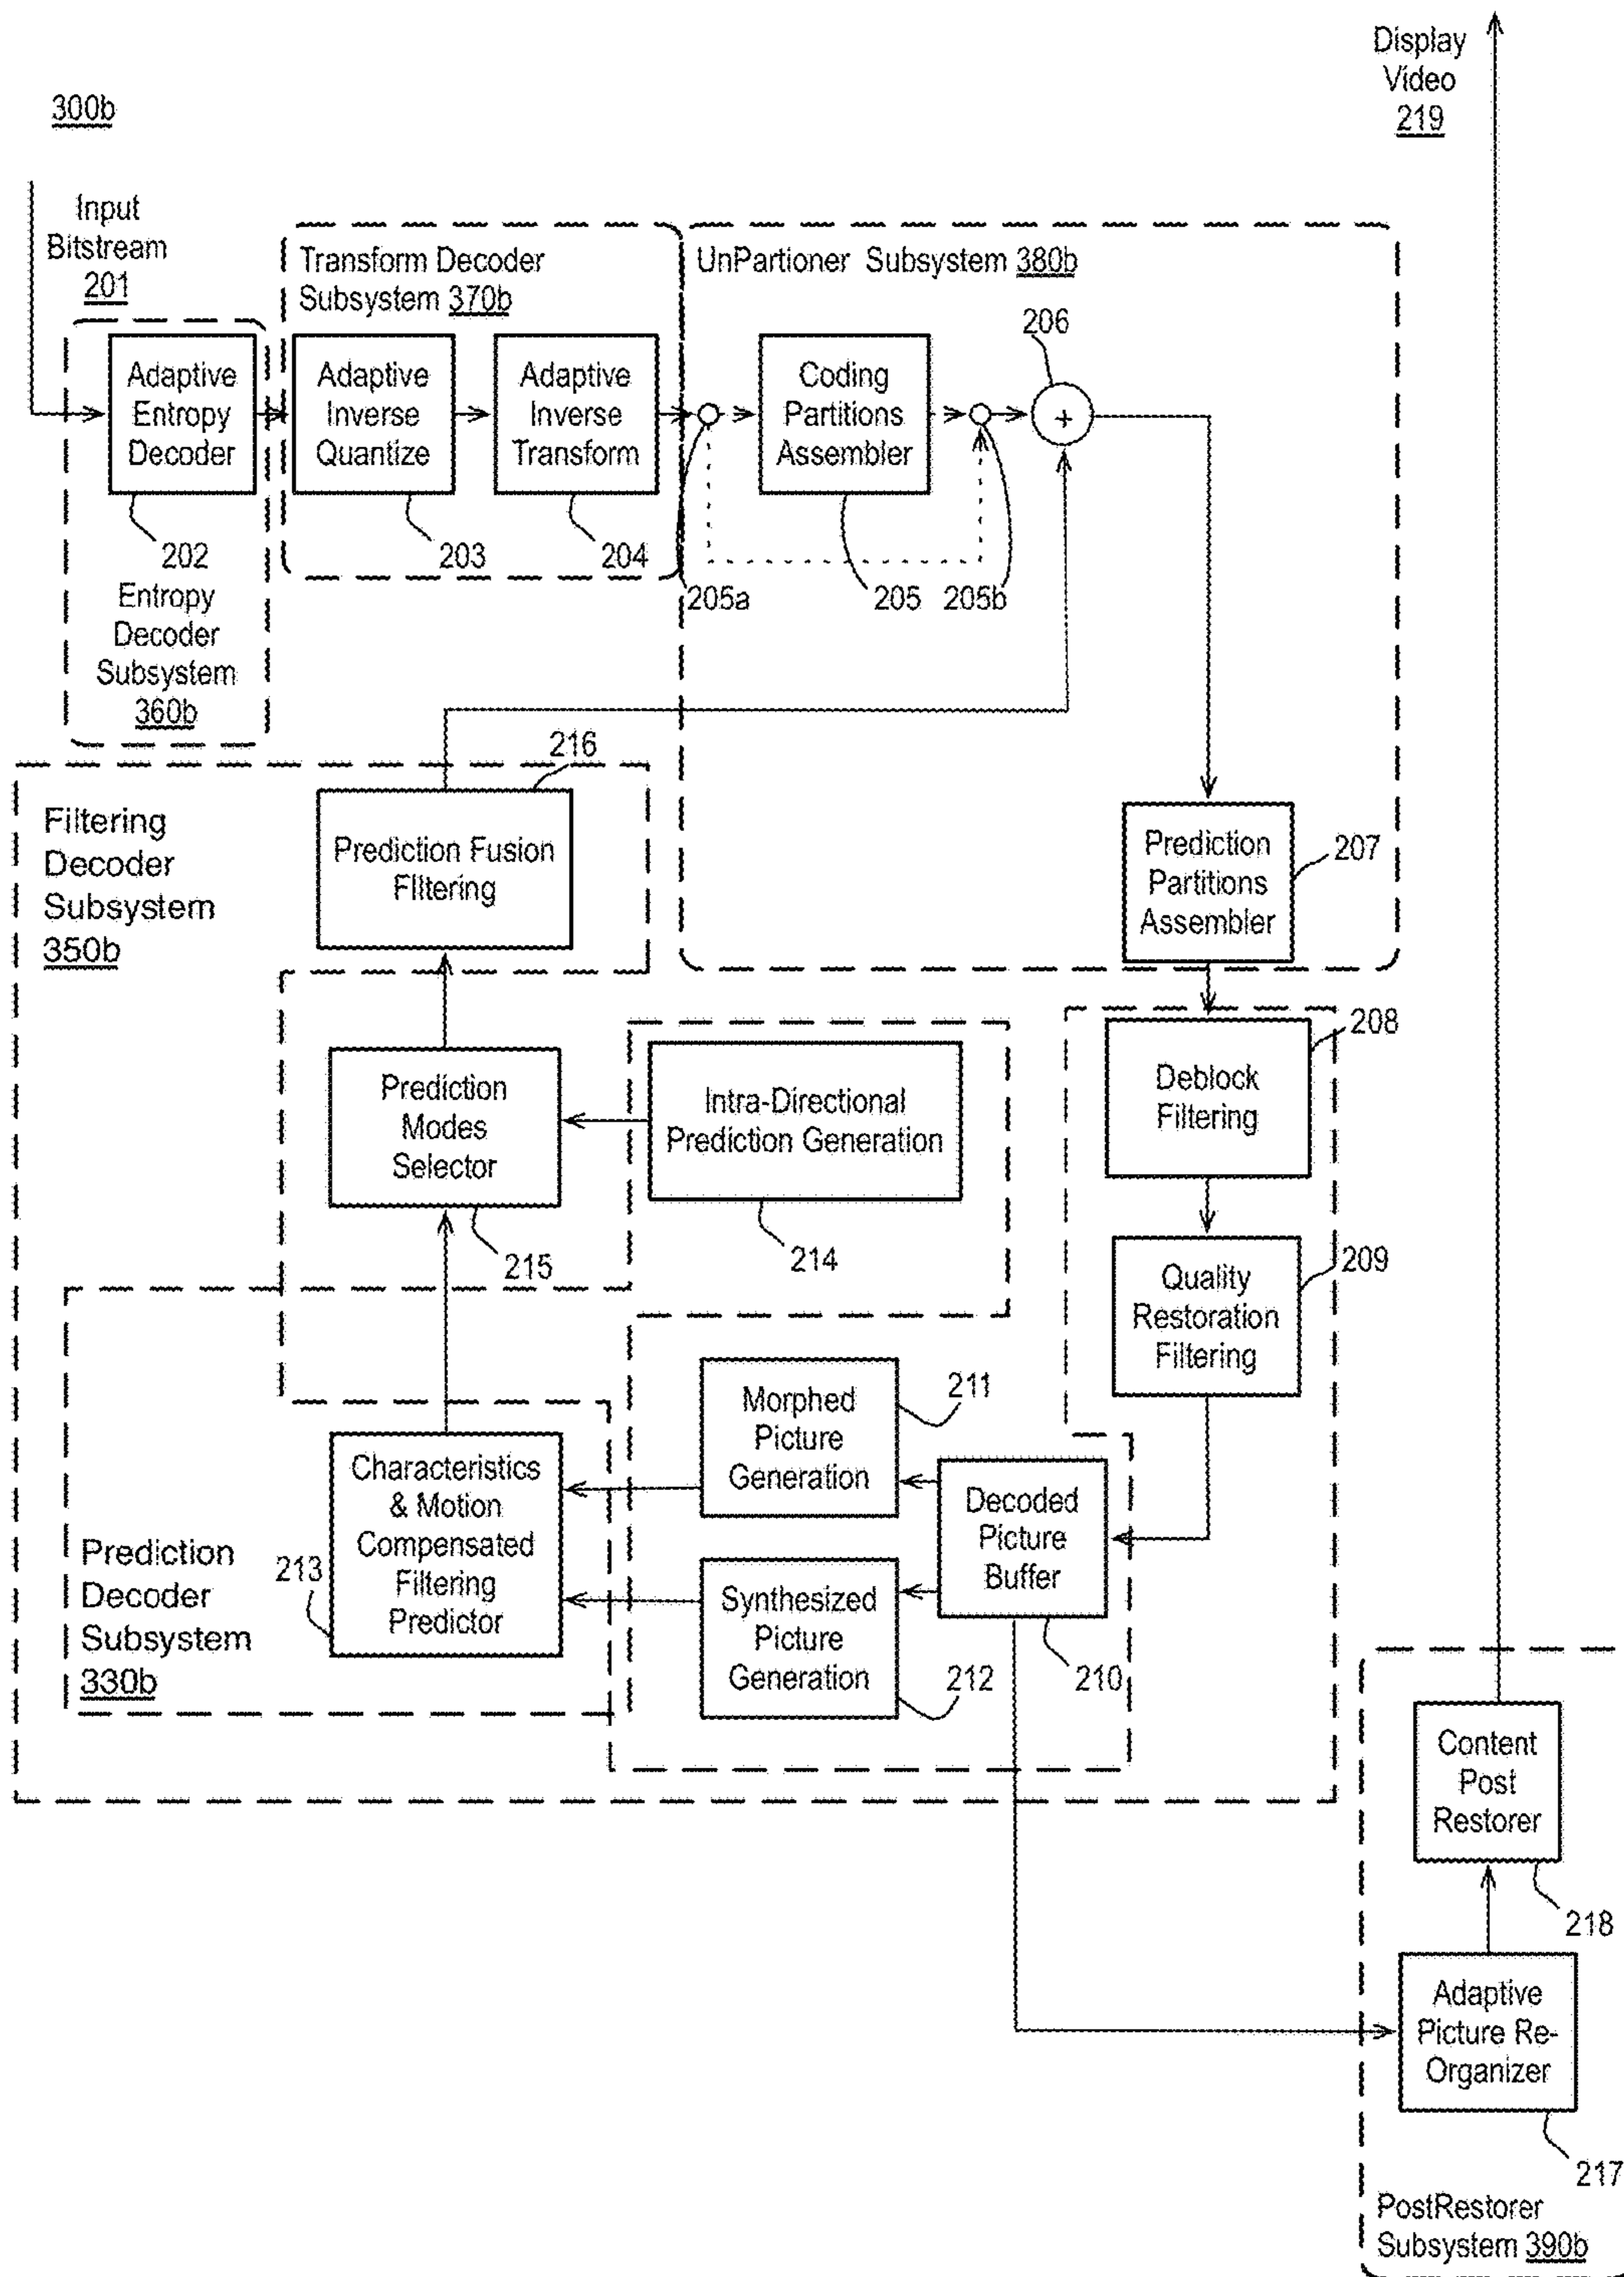 300b
Display
Video
219
Input
Bitstream
201
Transform Decoder
Subsystem 370b
UnPartioner Subsystem 380b
Adaptive
Entropy
Decoder
202
Entropy
Decoder
Subsystem
360b
Adaptive
Inverse
Quantize
203
Adaptive
Inverse
Transform
204
205a
Coding
Partitions
Assembler
205
205b
206
+
216
Filtering
Decoder
Subsystem
350b
Prediction Fusion
FIltering
Prediction
Partitions
Assembler
207
Prediction
Modes
Selector
215
Intra-Directional
Prediction Generation
214
208
Deblock
Filtering
Quality
Restoration
Filtering
209
Morphed
Picture
Generation
211
Characteristics
& Motion
Compensated
Filtering
Predictor
213
Prediction
Decoder
Subsystem
330b
Synthesized
Picture
Generation
212
Decoded
Picture
Buffer
210
Content
Post
Restorer
218
Adaptive
Picture Re-
Organizer
217
PostRestorer
Subsystem 390b